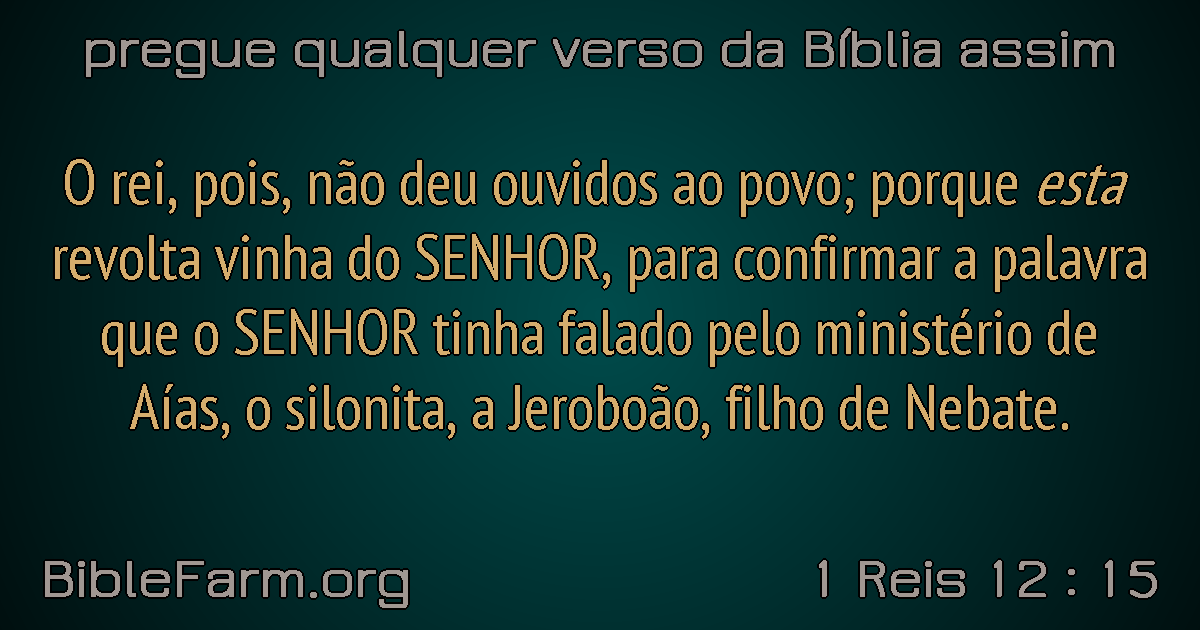 pregue qualquer verso da Bíblia assim
O rei, pois, não deu ouvidos ao povo; porque esta
revolta vinha do SENHOR, para confirmar a palavra
que o SENHOR tinha falado pelo ministério de
Aías, o silonita, a Jeroboão, filho de Nebate.
BibleFarm.org
1 Reis 12 : 15